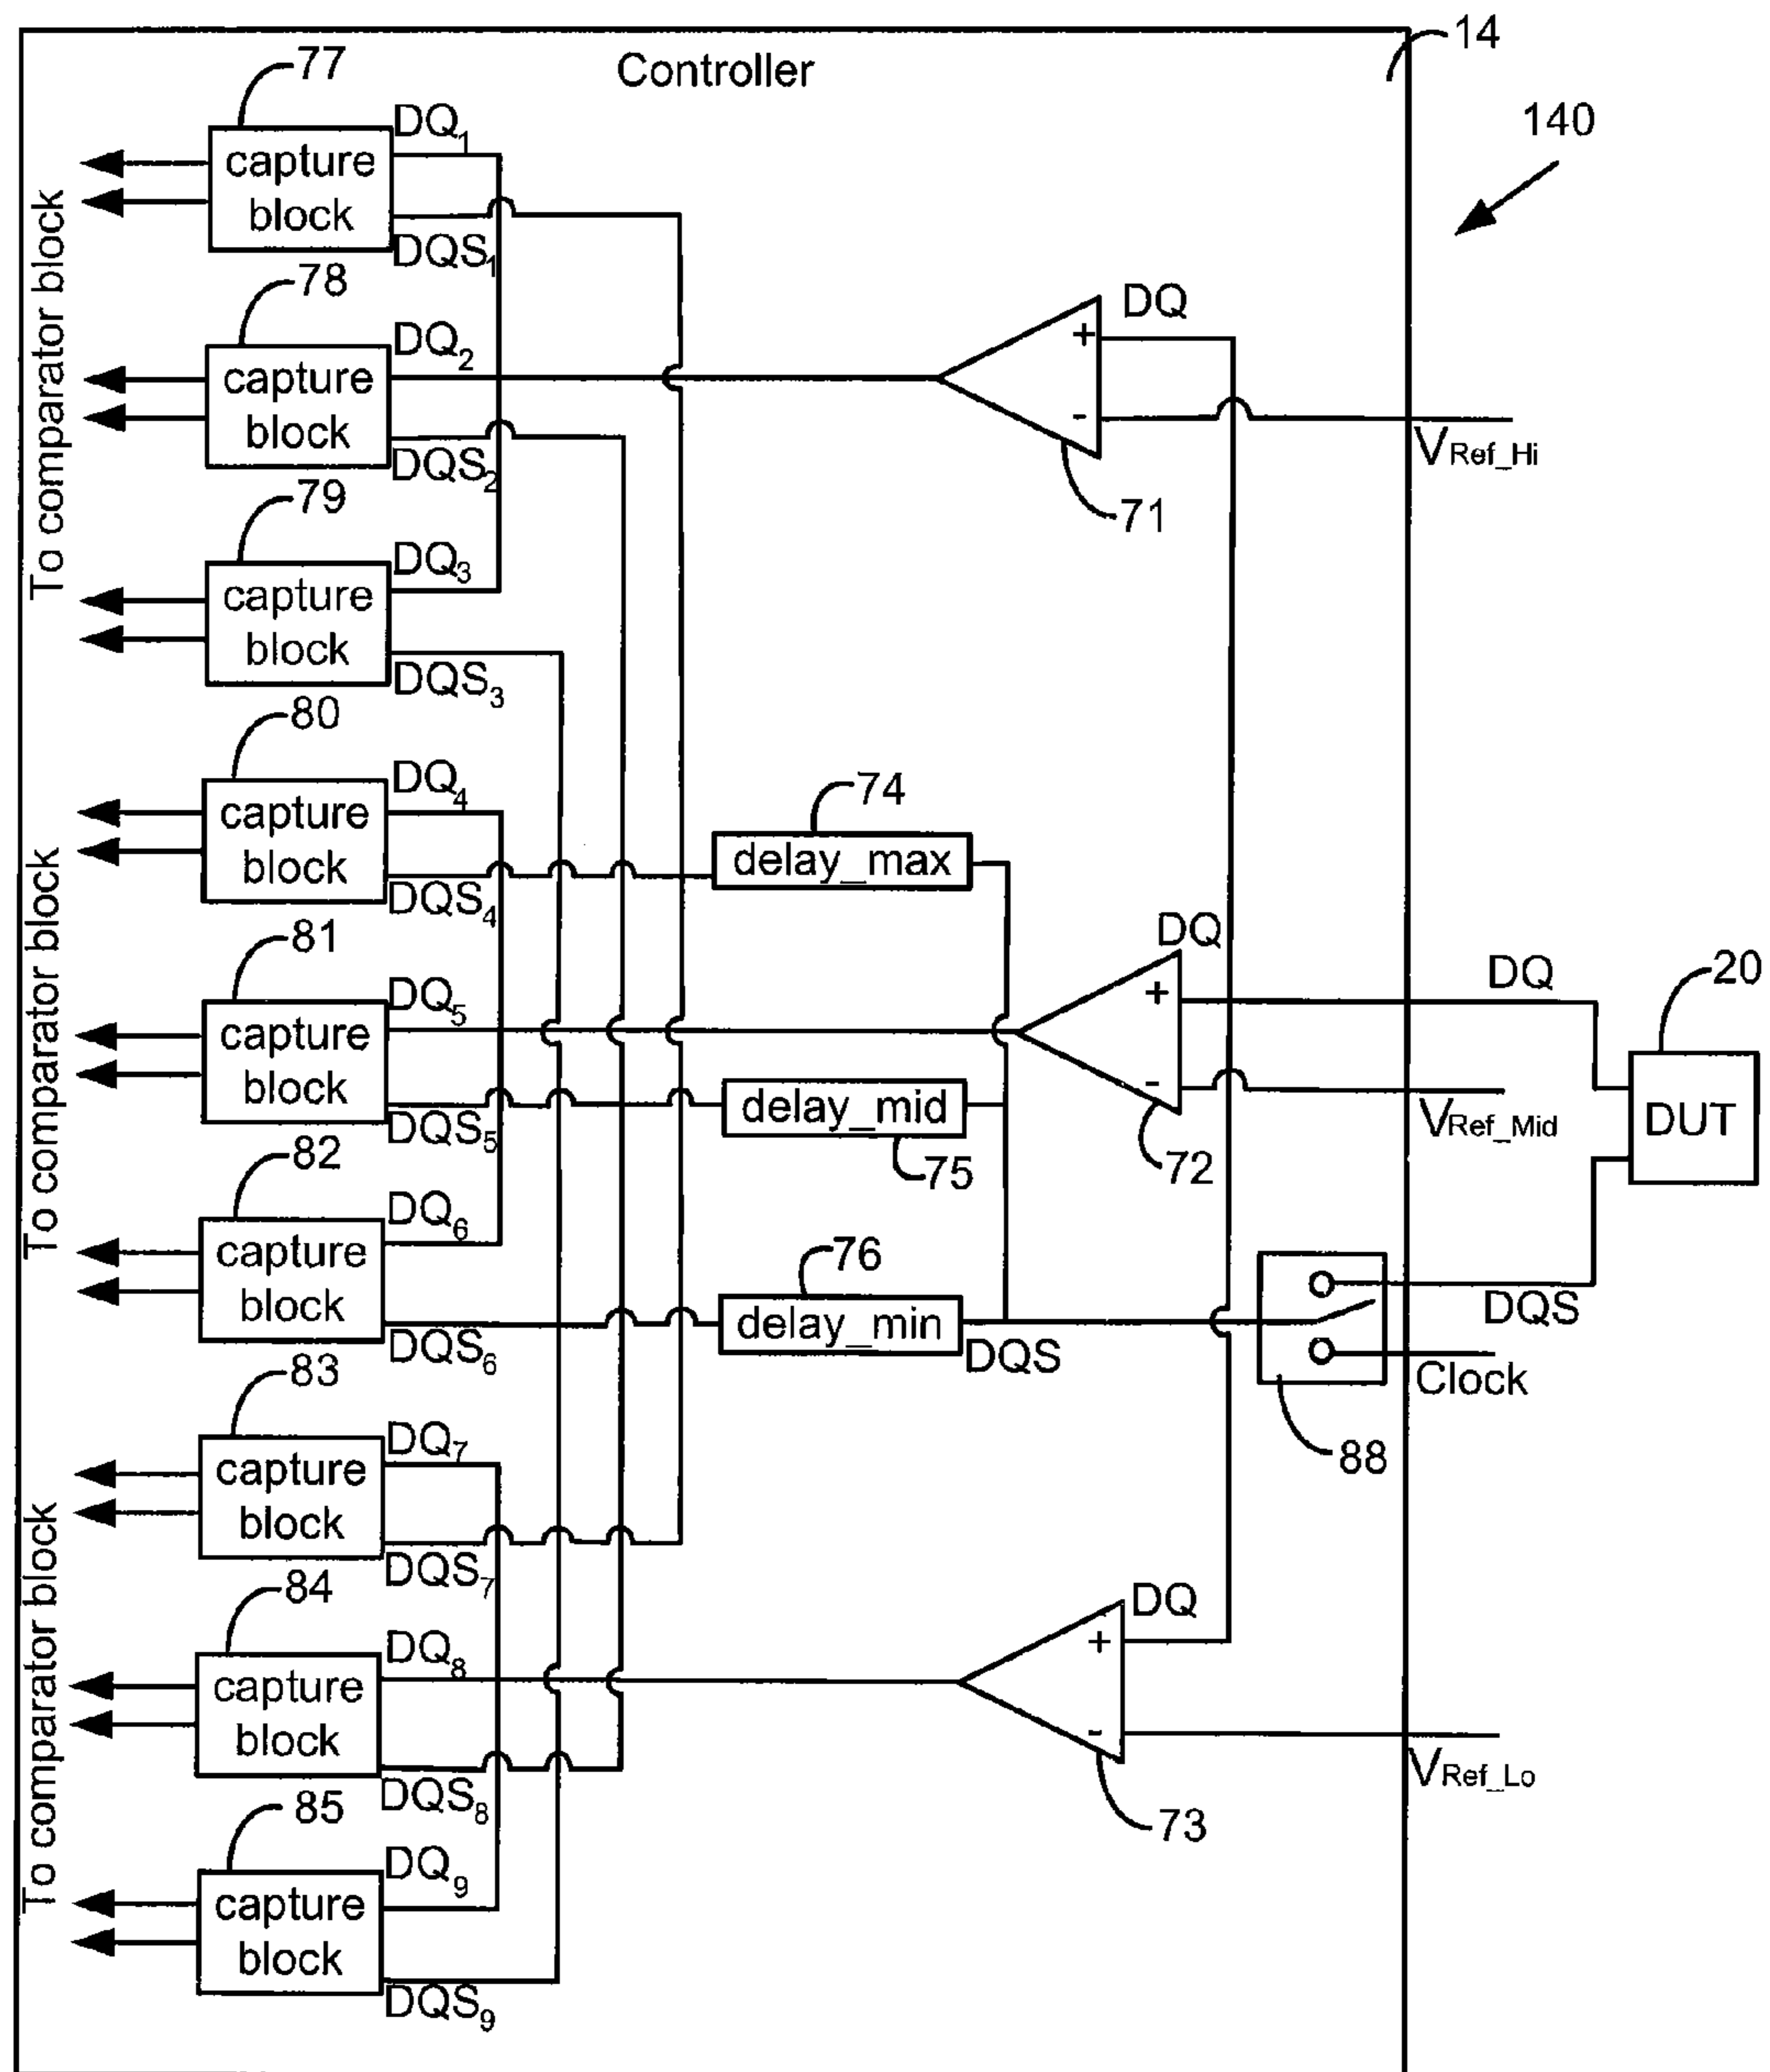 Controller
14
140
77
DQ1
capture
block
DQS1
78
DQ2
capture
block
DQS2
79
DQ3
capture
block
DQS3
To comparator block
DQ
+
-
71
VRef_Hi
80
DQ4
capture
block
DQS4
74
delay_max
81
DQ5
capture
block
DQS5
delay_mid
75
82
DQ6
capture
block
DQS6
76
delay_min
DQS
To comparator block
DQ
+
-
72
VRef_Mid
DQ
20
DUT
DQS
Clock
88
83
DQ7
capture
block
DQS7
84
DQ8
capture
block
DQS8
85
DQ9
capture
block
DQS9
To comparator block
DQ
+
-
73
VRef_Lo